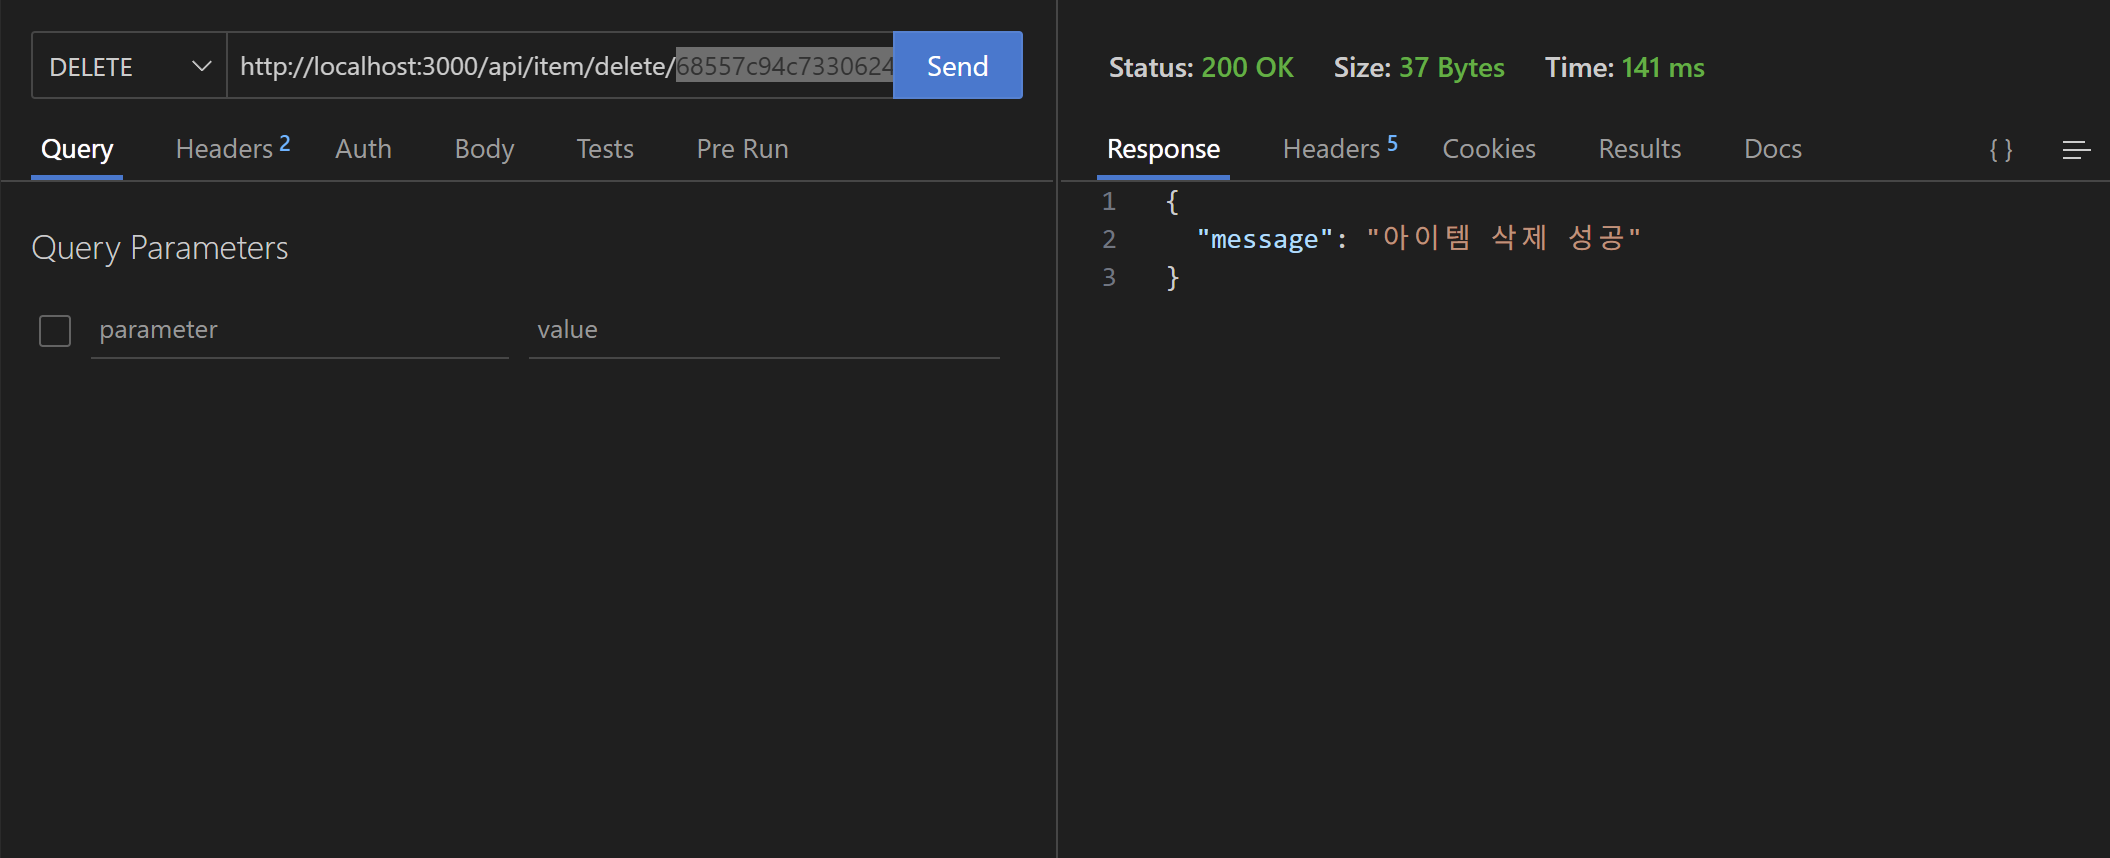 DELETE
http://localhost:3000/api/item/delete/68557c94c7330624
Send
Query Headers 2 Auth Body Tests Pre Run
Query Parameters
parameter value
Status: 200 OK Size: 37 Bytes Time: 141 ms
Response Headers 5 Cookies Results Docs { }
1 {
2 "message": "아이템 삭제 성공"
3 }